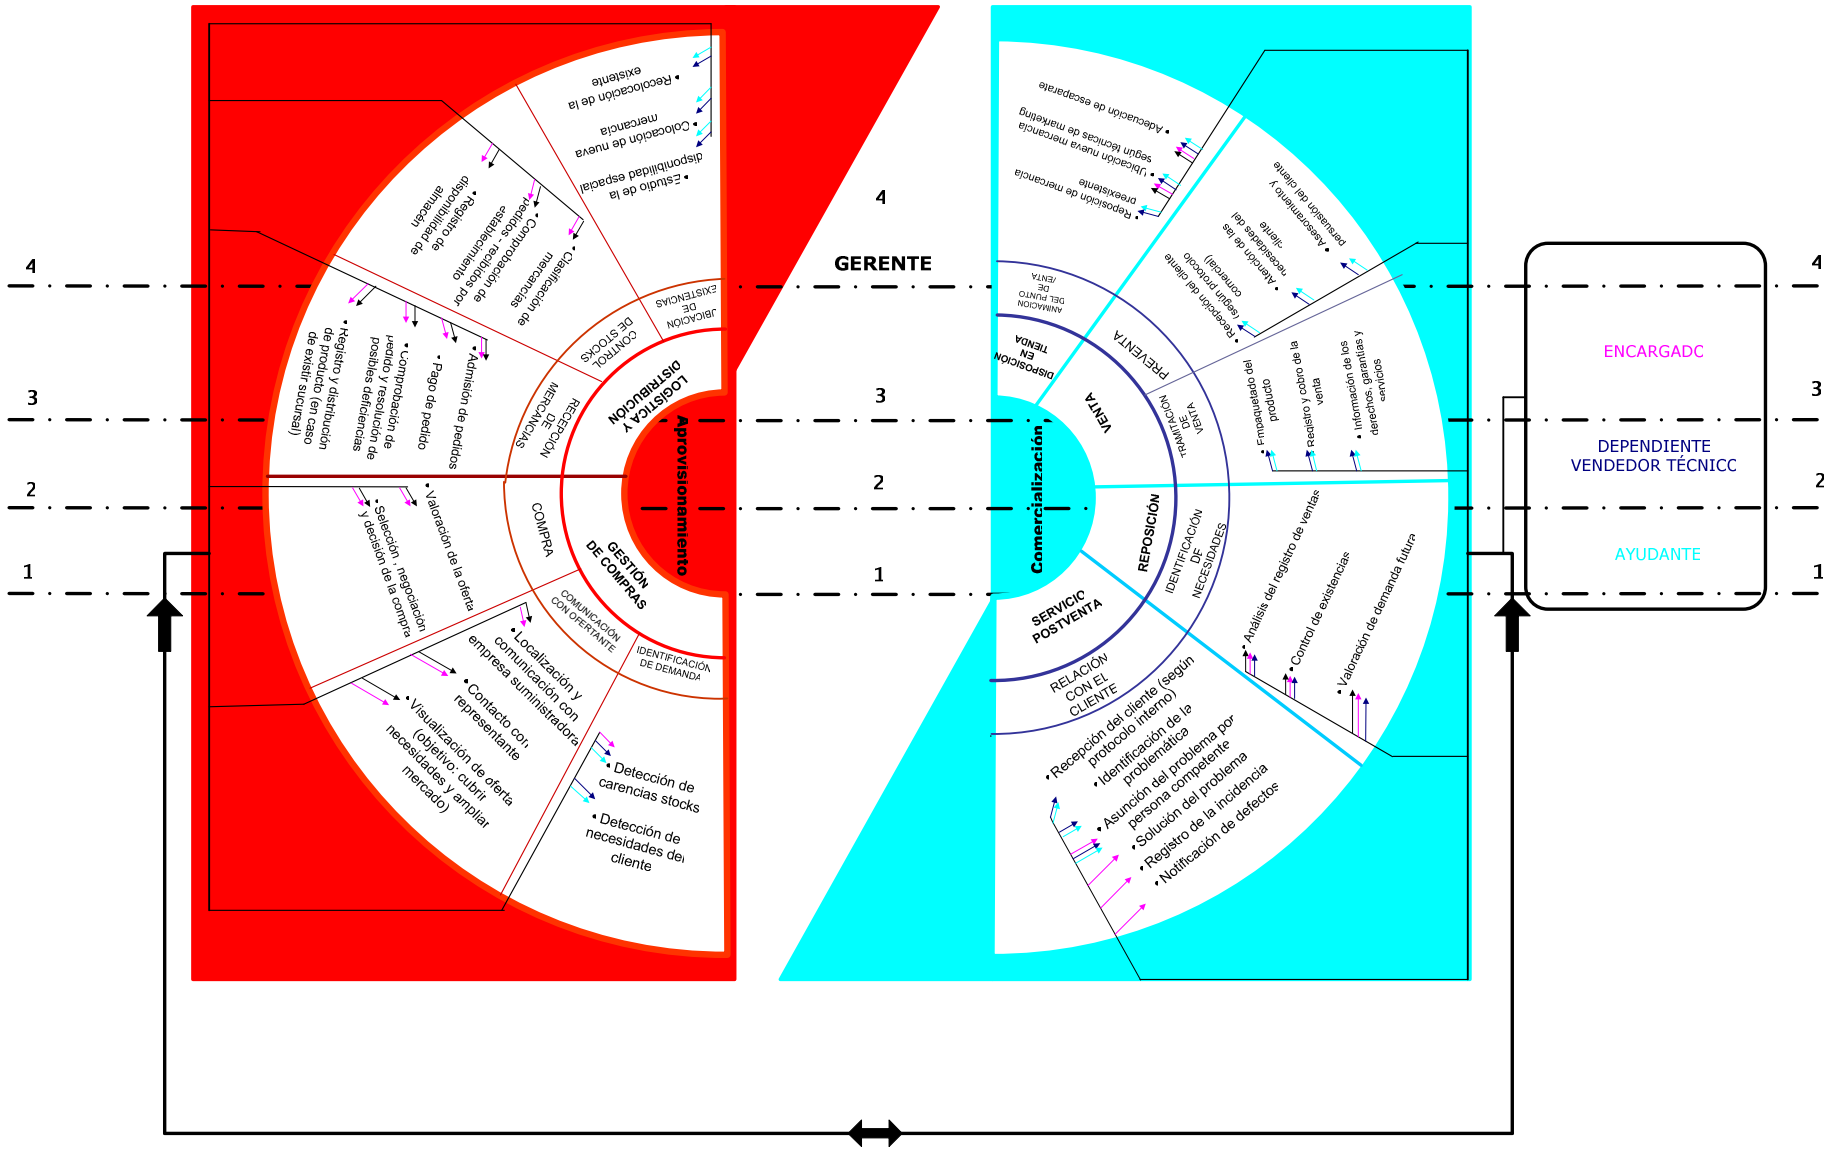 Recolocación de la
existente
Colocación de nueva
mercancía
Estudio de la
disponibilidad espacial
Registro de
disponibilidad de
almacén
Comprobación de
pedidos - recibidos por
establecimiento
Clasificación de
mercancías
Registro y distribución
de producto (en caso
de existir sucursal)
Comprobación de
pedido y resolución de
posibles deficiencias
Pago de pedido
Admisión de pedidos
UBICACIÓN
DE
EXISTENCIAS
CONTROL
DE STOCKS
RECEPCIÓN
DE
MERCANCÍAS
LOGÍSTICA Y
DISTRIBUCIÓN
Aprovisionamiento
GESTIÓN
DE COMPRAS
COMPRA
COMUNICACIÓN
CON OFERTANTE
IDENTIFICACIÓN
DE DEMANDA
Valoración de la oferta
Selección , negociación
y decisión de la compra
Localización y
comunicación con
empresa suministradora
Contacto con
representante
Visualización de oferta
(objetivo: cubrir
necesidades y ampliar
mercado)
Detección de
carencias stocks
Detección de
necesidades del
cliente
4
3
2
1
4
GERENTE
3
2
1
Adecuación de escaparate
Ubicación nueva mercancía
según técnicas de marketing
Reposición de mercancía
preexistente
Asesoramiento y
persuasión del cliente
Atención de las
necesidades del
cliente
Recepción del cliente
(según protocolo
comercial)
Empaquetado del
producto
Registro y cobro de la
venta
Información de los
derechos, garantías y
servicios
ANIMACION
DEL PUNTO
DE
VENTA
DISPOSICIÓN
EN
TIENDA
PREVENTA
VENTA
TRAMITACIÓN
DE
VENTA
Comercialización
REPOSICIÓN
IDENTIFICACIÓN
DE
NECESIDADES
SERVICIO
POSTVENTA
RELACIÓN
CON EL
CLIENTE
Análisis del registro de ventas
Control de existencias
Valoración de demanda futura
Recepción del cliente (según
protocolo interno)
Identificación de la
problemática
Asunción del problema por
persona competente
Solución del problema
Registro de la incidencia
Notificación de defectos
4
ENCARGADO
3
DEPENDIENTE
VENDEDOR TÉCNICO
2
AYUDANTE
1